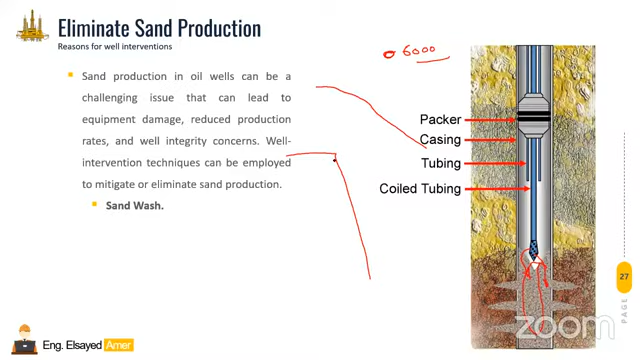 Eliminate Sand Production
Reasons for well interventions
6000
Sand production in oil wells can be a
challenging issue that can lead to
equipment damage, reduced production
rates, and well integrity concerns. Well-
intervention techniques can be employed
to mitigate or eliminate sand production.
Sand Wash.
Packer
Casing
Tubing
Coiled Tubing
27
PAGE
zoom
Eng. Elsayed Amer